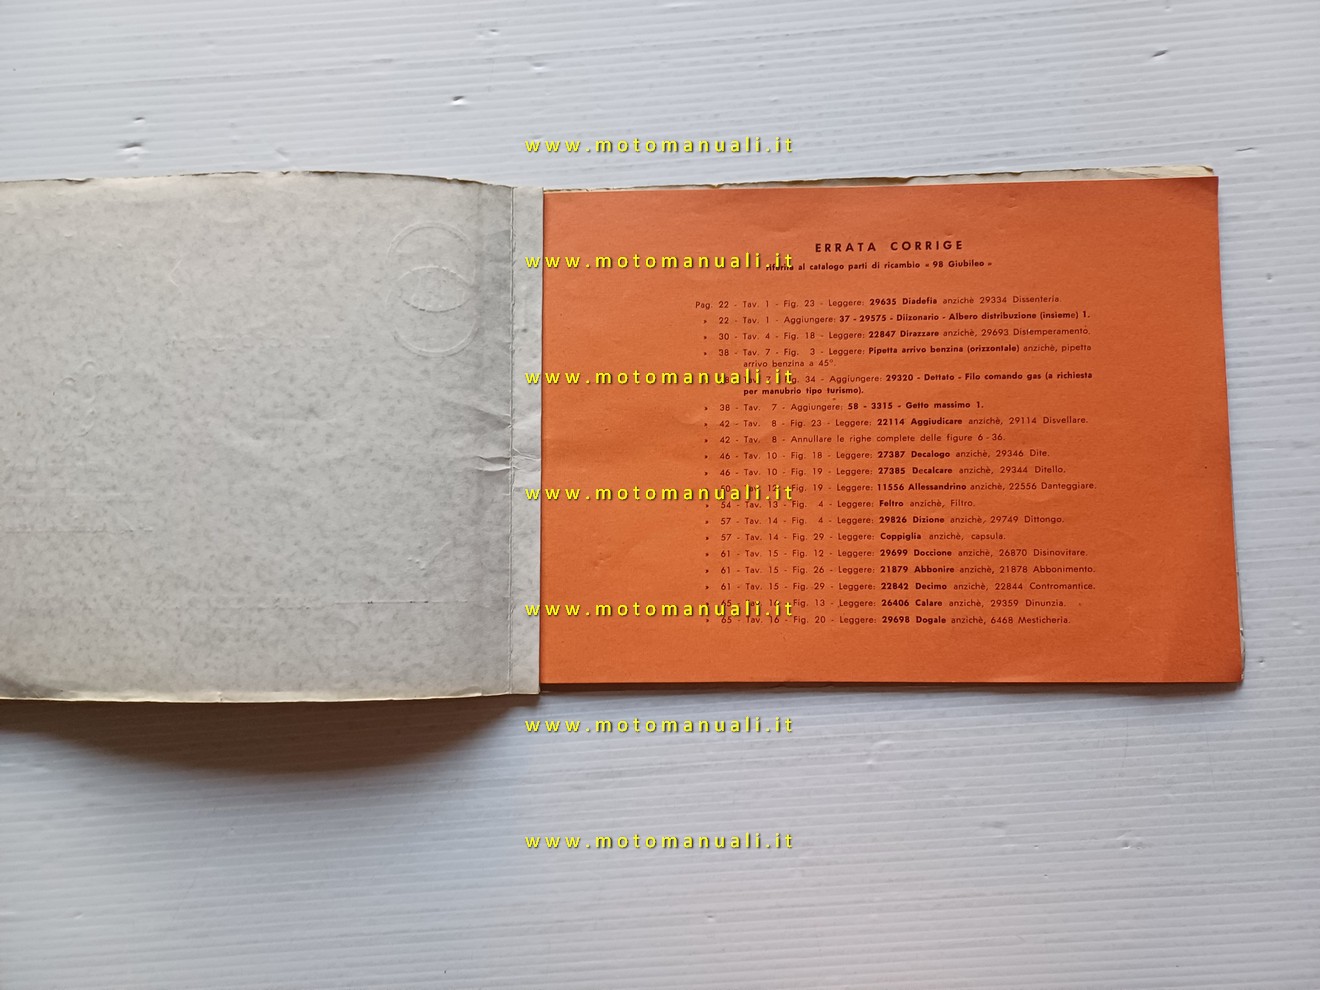 www.motomanuali.it
ERRATA CORRIGE
www.motomanuali.it
al catalogo parti di ricambio « 98 Giubileo »
Pag. 22 - Tav. 1 - Fig. 23 - Leggere: 29635 Diadefia anzichè 29334 Dissenteria.
» 22 - Tav. 1 - Aggiungere: 37 - 29575 - Diizonario - Albero distribuzione (insieme) 1.
» 30 - Tav. 4 - Fig. 18 - Leggere: 22847 Dirazzare anzichè, 29693 Distemperamento.
» 38 - Tav. 7 - Fig. 3 - Leggere: Pipetta arrivo benzina (orizzontale) anzichè, pipetta
arrivo benzina a 45°.
www.motomanuali.it
34 - Aggiungere: 29320 - Dettato - Filo comando gas (a richiesta
per manubrio tipo turismo).
» 38 - Tav. 7 - Aggiungere: 58 - 3315 - Getto massimo 1.
» 42 - Tav. 8 - Fig. 23 - Leggere: 22114 Aggiudicare anzichè, 29114 Disvellare.
» 42 - Tav. 8 - Annullare le righe complete delle figure 6 - 36.
» 46 - Tav. 10 - Fig. 18 - Leggere: 27387 Decalogo anzichè, 29346 Dite.
» 46 - Tav. 10 - Fig. 19 - Leggere: 27385 Decalcare anzichè, 29344 Ditello.
www.motomanuali.it
Fig. 19 - Leggere: 11556 Allessandrino anzichè, 22556 Danteggiare.
» 54 - Tav. 13 - Fig. 4 - Leggere: Feltro anzichè, Filtro.
» 57 - Tav. 14 - Fig. 4 - Leggere: 29826 Dizione anzichè, 29749 Dittongo.
» 57 - Tav. 14 - Fig. 29 - Leggere: Coppiglia anzichè, capsula.
» 61 - Tav. 15 - Fig. 12 - Leggere: 29699 Doccione anzichè, 26870 Disinovitare.
» 61 - Tav. 15 - Fig. 26 - Leggere: 21879 Abbonire anzichè, 21878 Abbonimento.
» 61 - Tav. 15 - Fig. 29 - Leggere: 22842 Decimo anzichè, 22844 Contromantice.
www.motomanuali.it
Fig. 13 - Leggere: 26406 Calare anzichè, 29359 Dinunzia.
» 65 - Tav. 16 - Fig. 20 - Leggere: 29698 Dogale anzichè, 6468 Mesticheria.
www.motomanuali.it
www.motomanuali.it